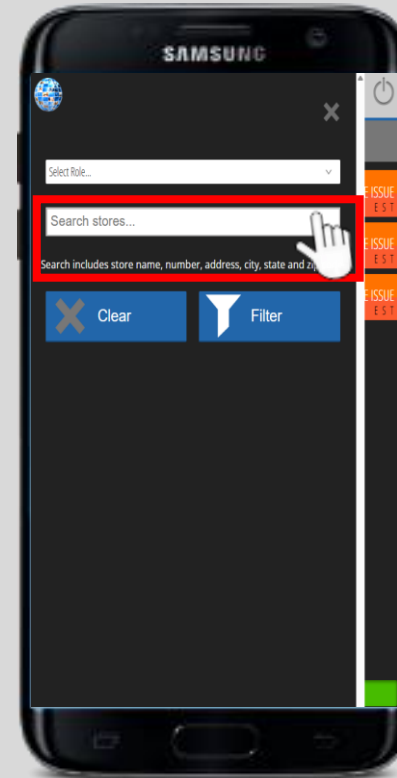 SAMSUNG
Select Role...
E ISSUE
E S T
Search stores...
E ISSUE
E S T
Search includes store name, number, address, city, state and
E ISSUE
E S T
Clear
Filter